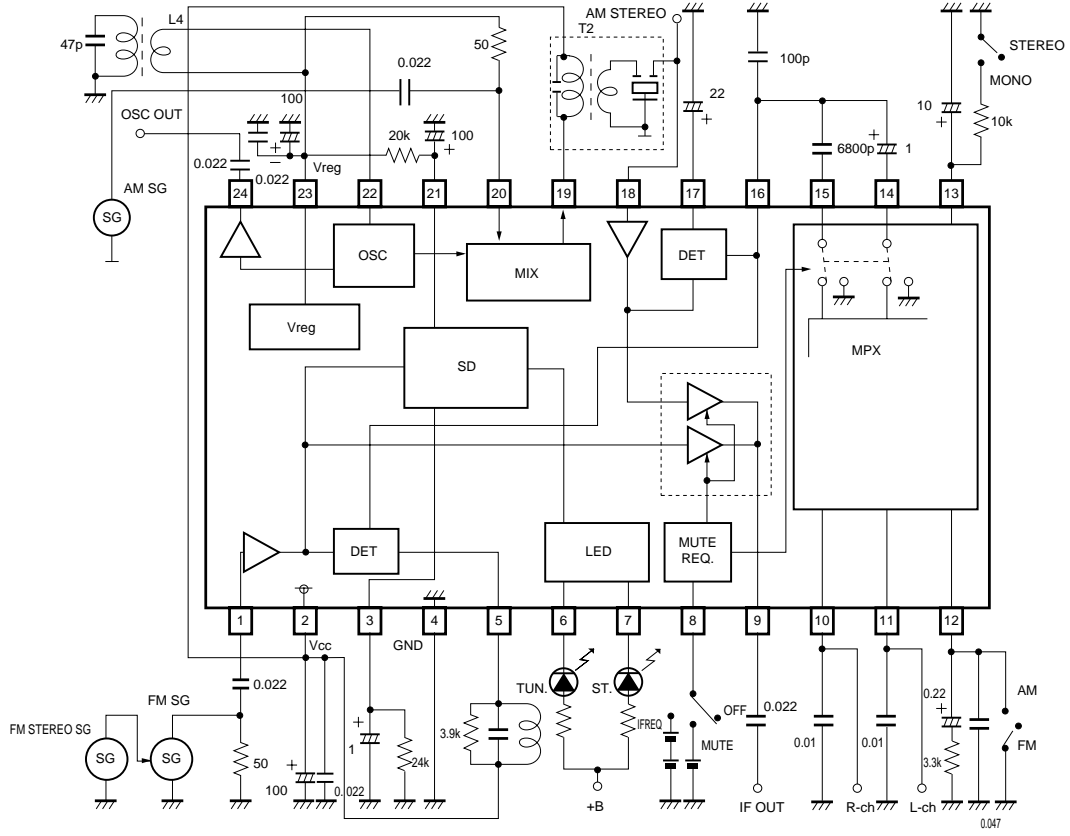 L4
47p
50
AM STEREO
T2
STEREO
MONO
100p
0.022
OSC OUT
100
22
10
10k
20k
100
6800p
1
0.022
0.022
Vreg
AM SG
SG
24
23
22
21
20
19
18
17
16
15
14
13
OSC
MIX
DET
Vreg
SD
MPX
DET
LED
MUTE
REQ.
1
2
3
4
5
6
7
8
9
10
11
12
Vcc
GND
0.022
FM SG
FM STEREO SG
SG
SG
50
100
0.022
1
24k
3.9k
TUN.
ST.
IFREQ
OFF
MUTE
+B
0.022
IF OUT
0.01
R-ch
0.01
L-ch
0.22
3.3k
0.047
AM
FM